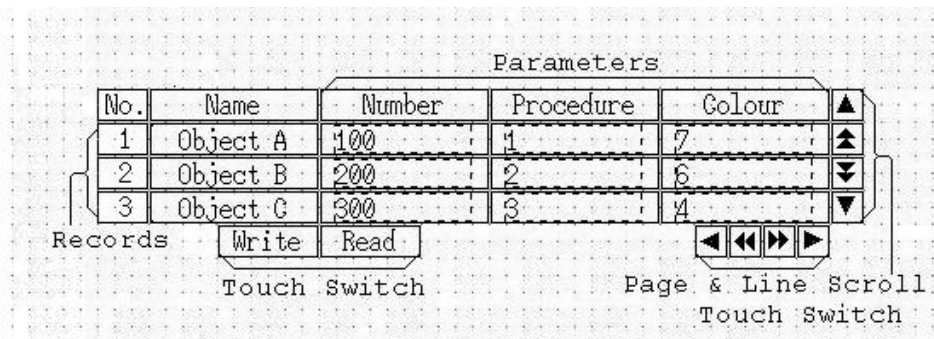 Parameters
No. Name Number Procedure Colour
1 Object A 100 1 7
2 Object B 200 2 6
3 Object C 300 3 4
Records Write Read
Touch Switch Page & Line Scroll
Touch Switch